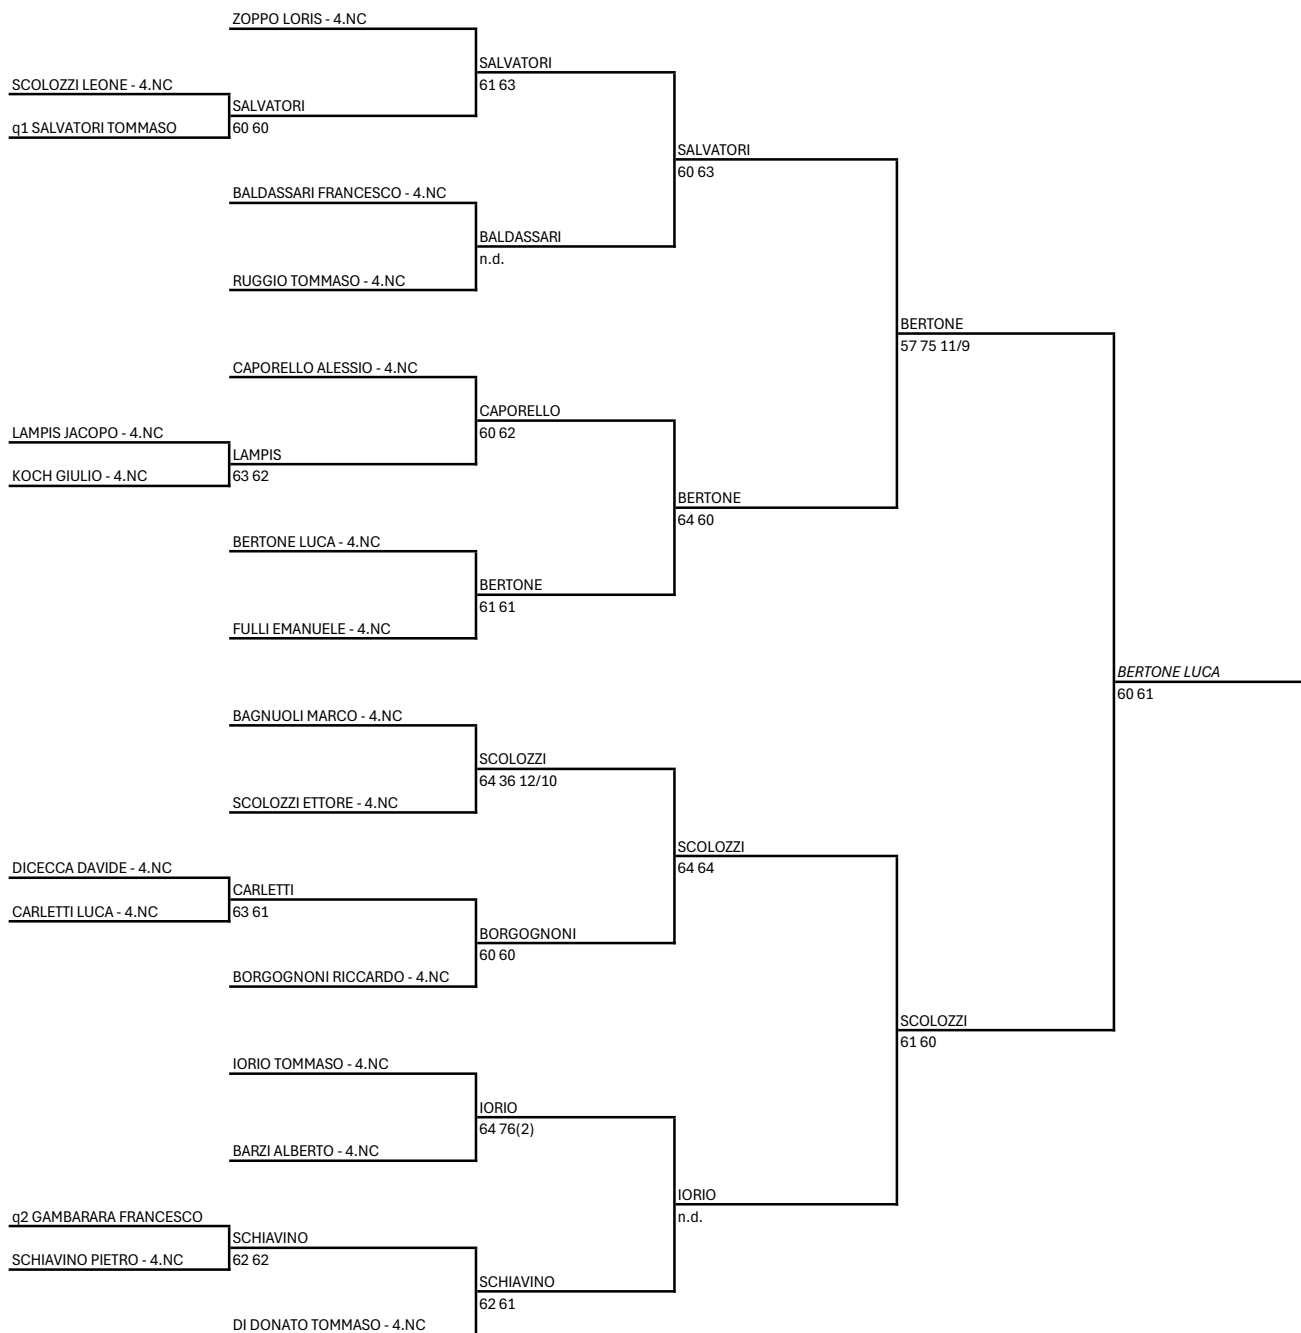 ZOPPO LORIS - 4.NC
SALVATORI
61 63
SCOLOZZI LEONE - 4.NC
SALVATORI
60 60
q1 SALVATORI TOMMASO
SALVATORI
60 63
BALDASSARI FRANCESCO - 4.NC
BALDASSARI
n.d.
RUGGIO TOMMASO - 4.NC
BERTONE
57 75 11/9
CAPORELLO ALESSIO - 4.NC
CAPORELLO
60 62
LAMPIS JACOPO - 4.NC
LAMPIS
63 62
KOCH GIULIO - 4.NC
BERTONE
64 60
BERTONE LUCA - 4.NC
BERTONE
61 61
FULLI EMANUELE - 4.NC
BERTONE LUCA
60 61
BAGNUOLI MARCO - 4.NC
SCOLOZZI
64 36 12/10
SCOLOZZI ETTORE - 4.NC
SCOLOZZI
64 64
DICECCA DAVIDE - 4.NC
CARLETTI
63 61
CARLETTI LUCA - 4.NC
BORGOGNONI
60 60
BORGOGNONI RICCARDO - 4.NC
SCOLOZZI
61 60
IORIO TOMMASO - 4.NC
IORIO
64 76(2)
BARZI ALBERTO - 4.NC
IORIO
n.d.
q2 GAMBARARA FRANCESCO
SCHIAVINO
62 62
SCHIAVINO PIETRO - 4.NC
SCHIAVINO
62 61
DI DONATO TOMMASO - 4.NC